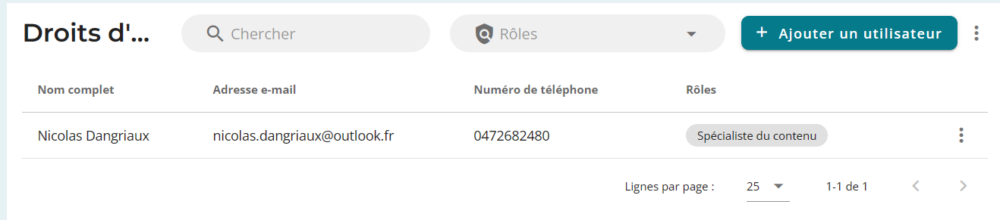 Droits d'...
Chercher
Rôles
+ Ajouter un utilisateur
Nom complet Adresse e-mail Numéro de téléphone Rôles
Nicolas Dangriaux nicolas.dangriaux@outlook.fr 0472682480 Spécialiste du contenu
Lignes par page : 25 1-1 de 1